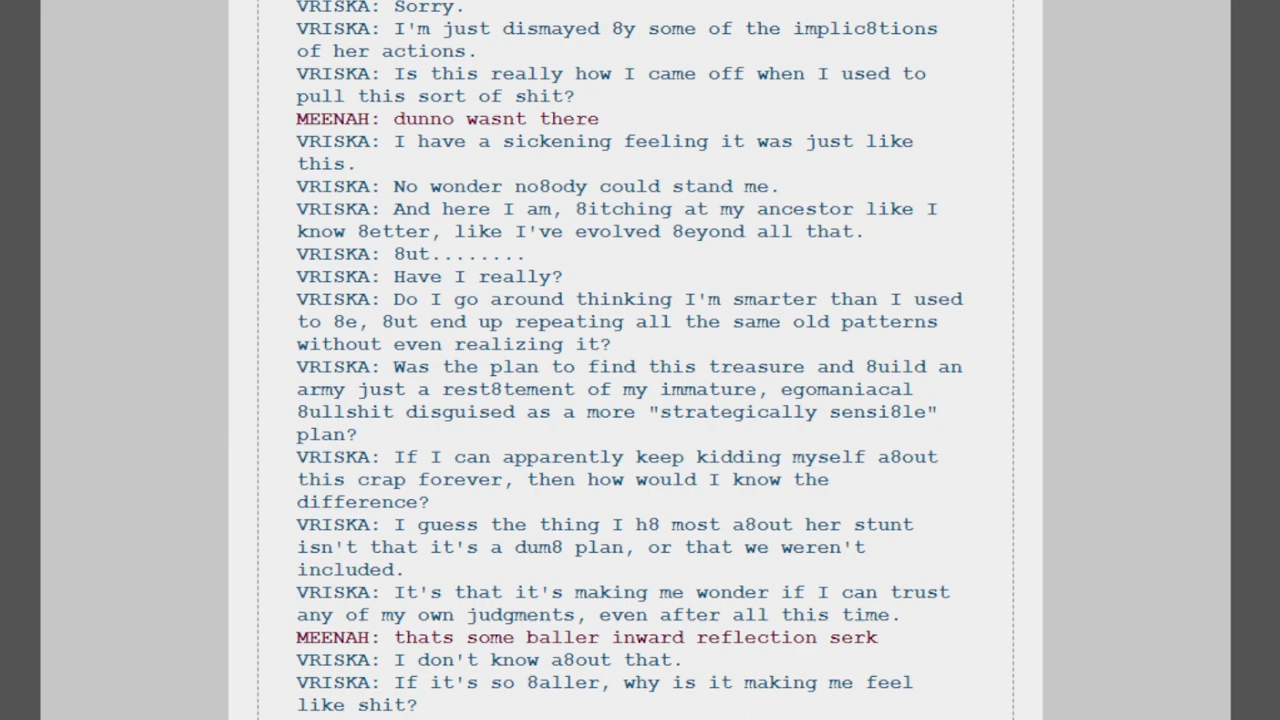 VRISKA: Sorry.
VRISKA: I'm just dismayed 8y some of the implic8tions
of her actions.
VRISKA: Is this really how I came off when I used to
pull this sort of shit?
MEENAH: dunno wasnt there
VRISKA: I have a sickening feeling it was just like
this.
VRISKA: No wonder no8ody could stand me.
VRISKA: And here I am, 8itching at my ancestor like I
know 8etter, like I've evolved 8eyond all that.
VRISKA: 8ut........
VRISKA: Have I really?
VRISKA: Do I go around thinking I'm smarter than I used
to 8e, 8ut end up repeating all the same old patterns
without even realizing it?
VRISKA: Was the plan to find this treasure and 8uild an
army just a rest8tement of my immature, egomaniacal
8ullshit disguised as a more "strategically sensi8le"
plan?
VRISKA: If I can apparently keep kidding myself a8out
this crap forever, then how would I know the
difference?
VRISKA: I guess the thing I h8 most a8out her stunt
isn't that it's a dum8 plan, or that we weren't
included.
VRISKA: It's that it's making me wonder if I can trust
any of my own judgments, even after all this time.
MEENAH: thats some baller inward reflection serk
VRISKA: I don't know a8out that.
VRISKA: If it's so 8aller, why is it making me feel
like shit?